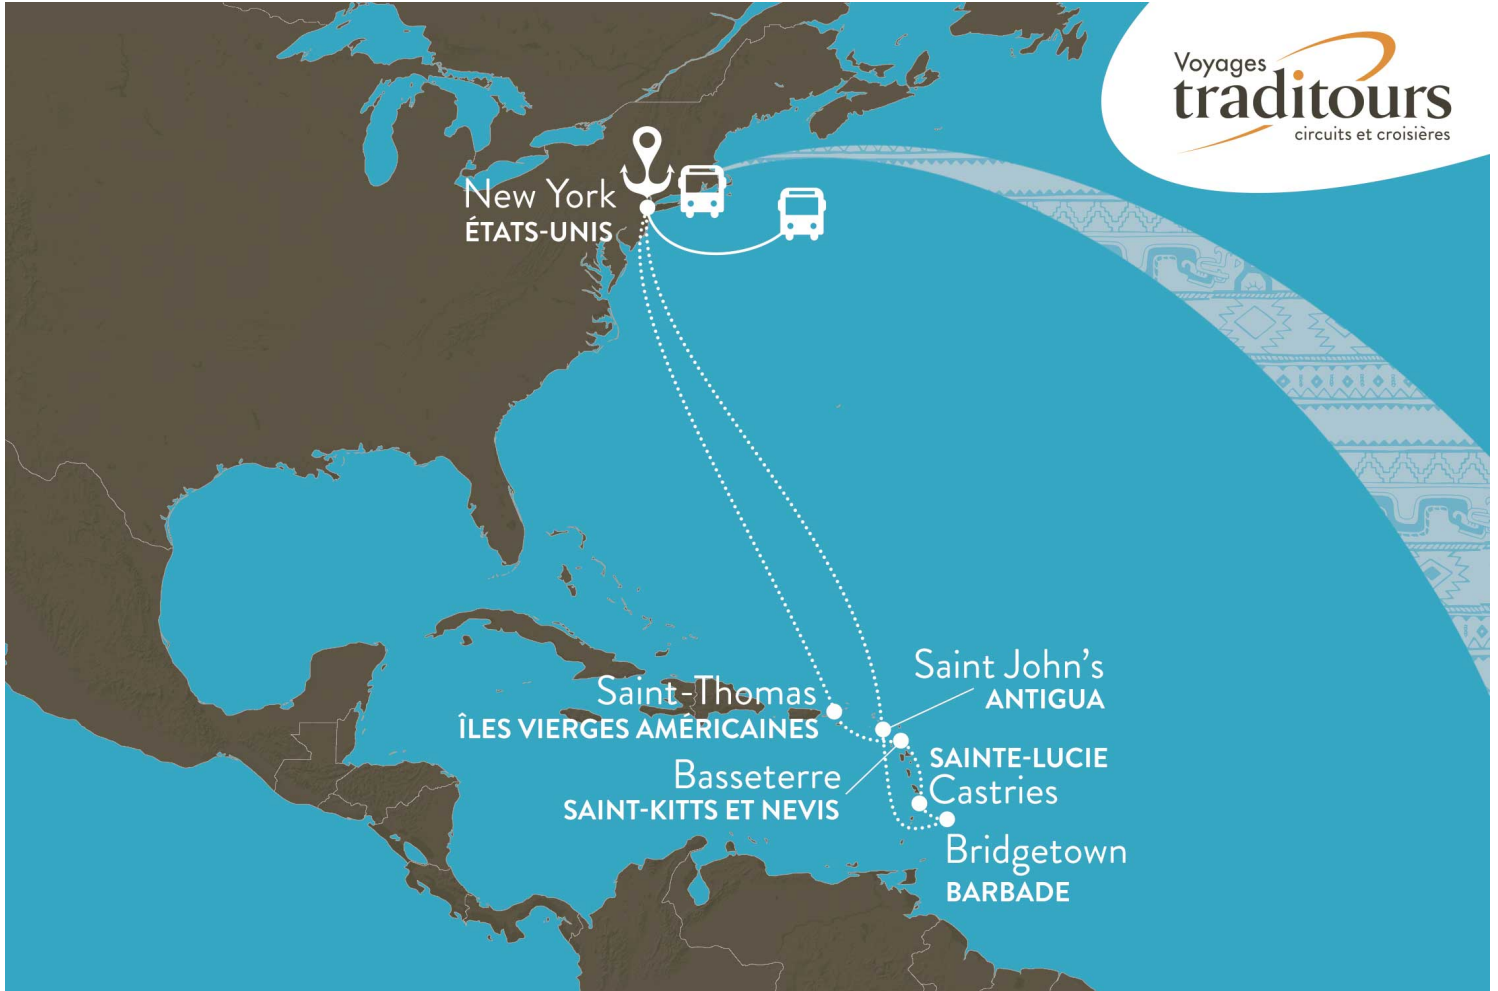 Voyages
traditours
circuits et croisières
New York
ÉTATS-UNIS
Saint John's
ANTIGUA
Saint-Thomas
ÎLES VIERGES AMÉRICAINES
SAINTE-LUCIE
Castries
Basseterre
SAINT-KITTS ET NEVIS
Bridgetown
BARBADE